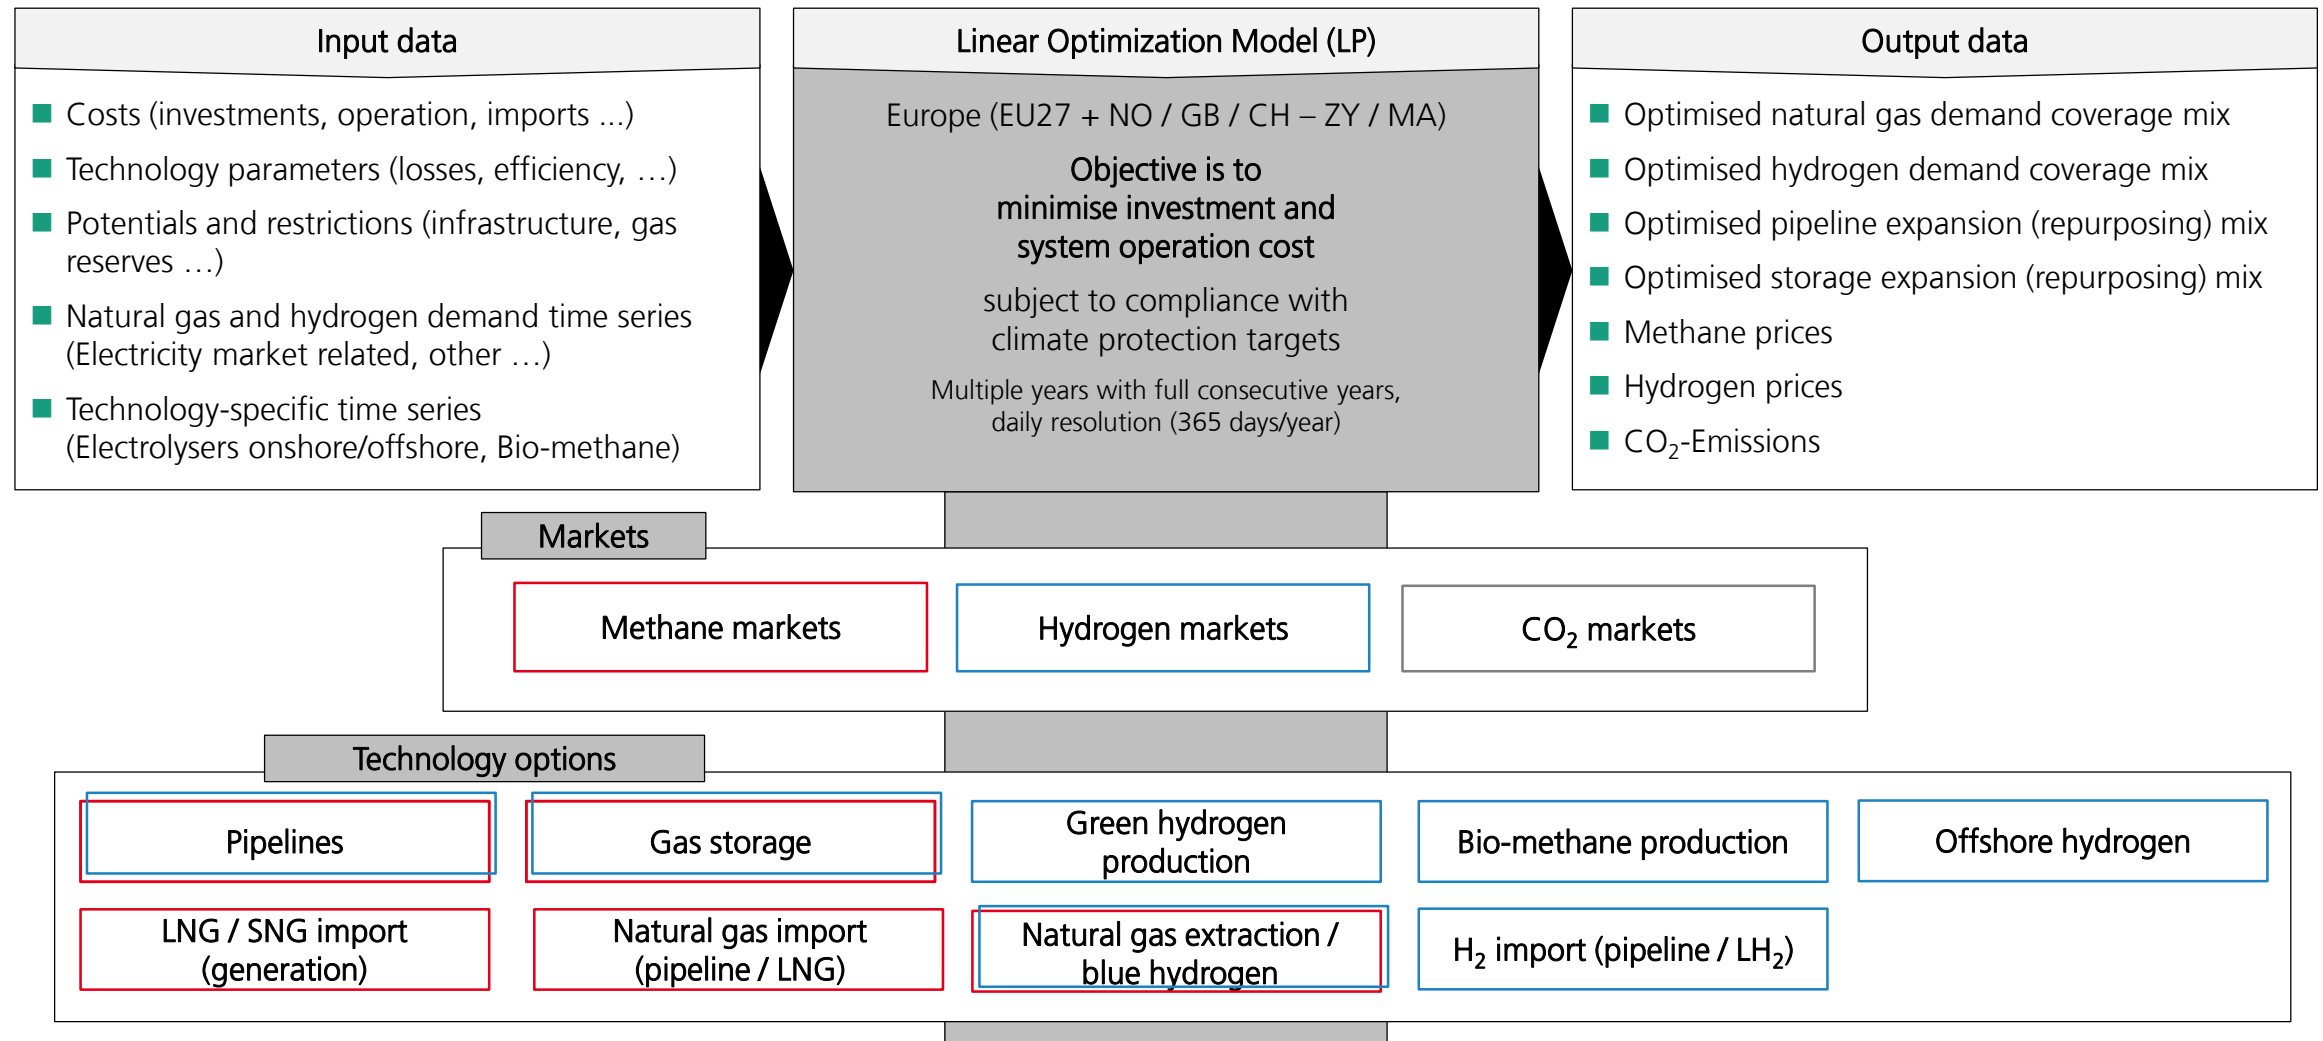 Input data
Costs (investments, operation, imports ...)
Technology parameters (losses, efficiency, …)
Potentials and restrictions (infrastructure, gas
reserves …)
Natural gas and hydrogen demand time series
(Electricity market related, other …)
Technology-specific time series
(Electrolysers onshore/offshore, Bio-methane)
Linear Optimization Model (LP)
Europe (EU27 + NO / GB / CH – ZY / MA)
Objective is to
minimise investment and
system operation cost
subject to compliance with
climate protection targets
Multiple years with full consecutive years,
daily resolution (365 days/year)
Output data
Optimised natural gas demand coverage mix
Optimised hydrogen demand coverage mix
Optimised pipeline expansion (repurposing) mix
Optimised storage expansion (repurposing) mix
Methane prices
Hydrogen prices
CO₂-Emissions
Markets
Methane markets
Hydrogen markets
CO₂ markets
Technology options
Pipelines
Gas storage
Green hydrogen
production
Bio-methane production
Offshore hydrogen
LNG / SNG import
(generation)
Natural gas import
(pipeline / LNG)
Natural gas extraction /
blue hydrogen
H₂ import (pipeline / LH₂)